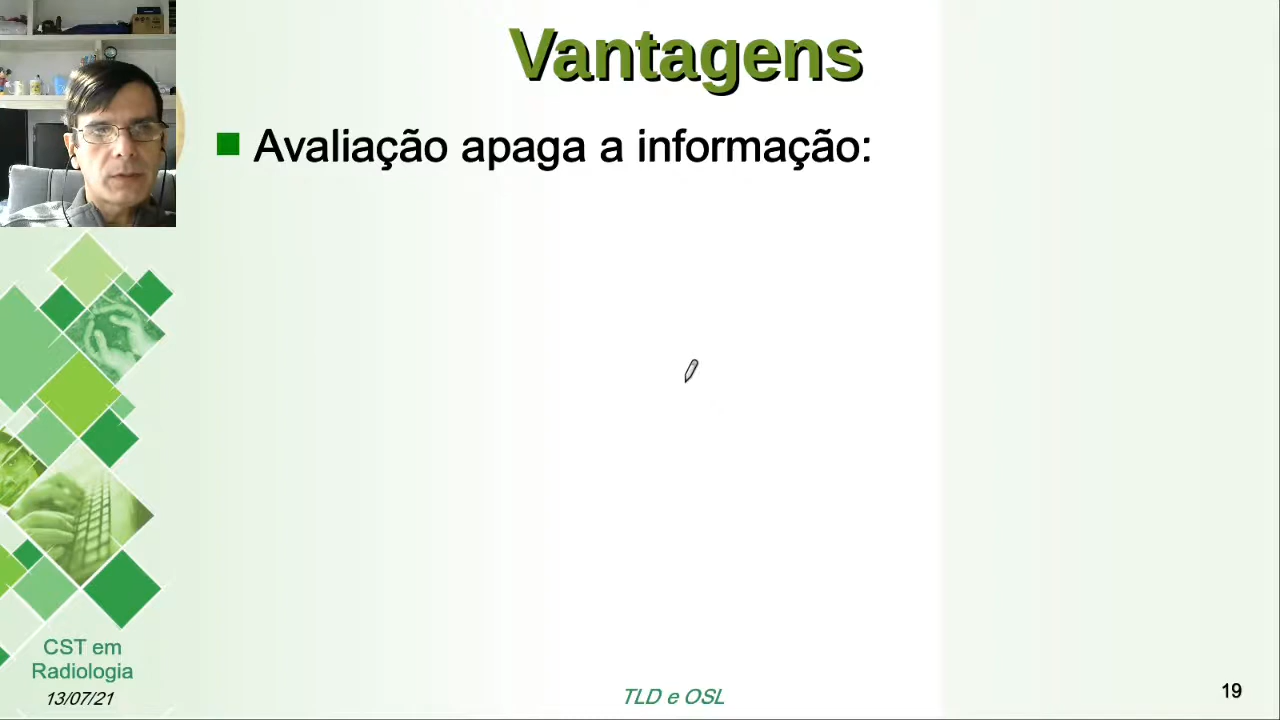 Vantagens
Avaliação apaga a informação:
CST em
Radiologia
13/07/21
TLD e OSL
19